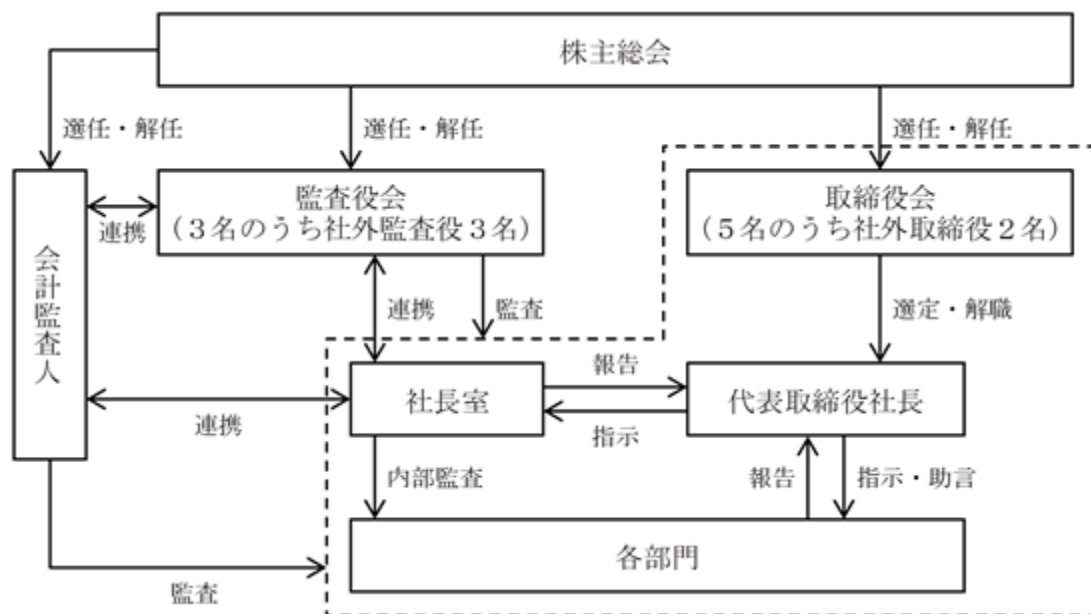 株主総会
選任・解任
選任・解任
選任・解任
監査役会
（３名のうち社外監査役３名）
取締役会
（５名のうち社外取締役２名）
連携
会計監査人
連携
監査
選定・解職
報告
社長室
代表取締役社長
連携
指示
内部監査
報告
指示・助言
各部門
監査